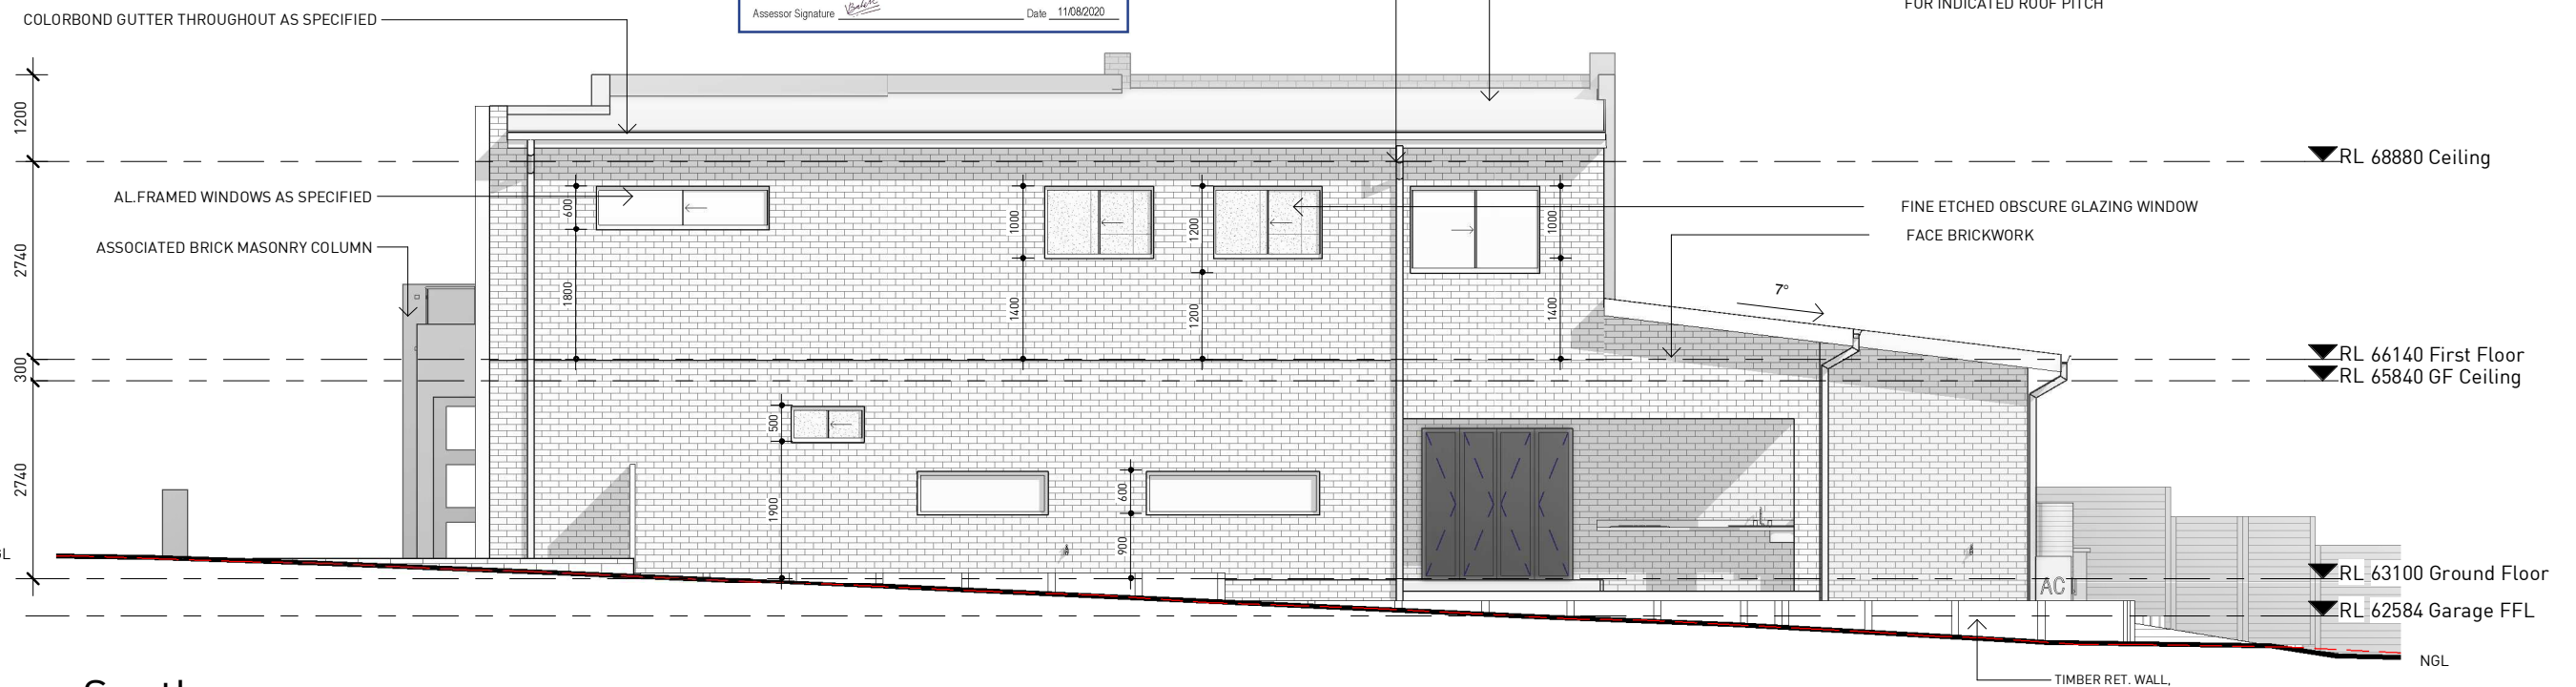 COLORBOND GUTTER THROUGHOUT AS SPECIFIED
Assessor Signature
Date 11/08/2020
FOR INDICATED ROOF PITCH
1200
RL 68880 Ceiling
AL.FRAMED WINDOWS AS SPECIFIED
600
1000
1200
1000
FINE ETCHED OBSCURE GLAZING WINDOW
FACE BRICKWORK
ASSOCIATED BRICK MASONRY COLUMN
2740
1800
1400
1200
1400
7°
300
RL 66140 First Floor
RL 65840 GF Ceiling
500
2740
1900
600
900
RL 63100 Ground Floor
AC
RL 62584 Garage FFL
NGL
TIMBER RET. WALL,